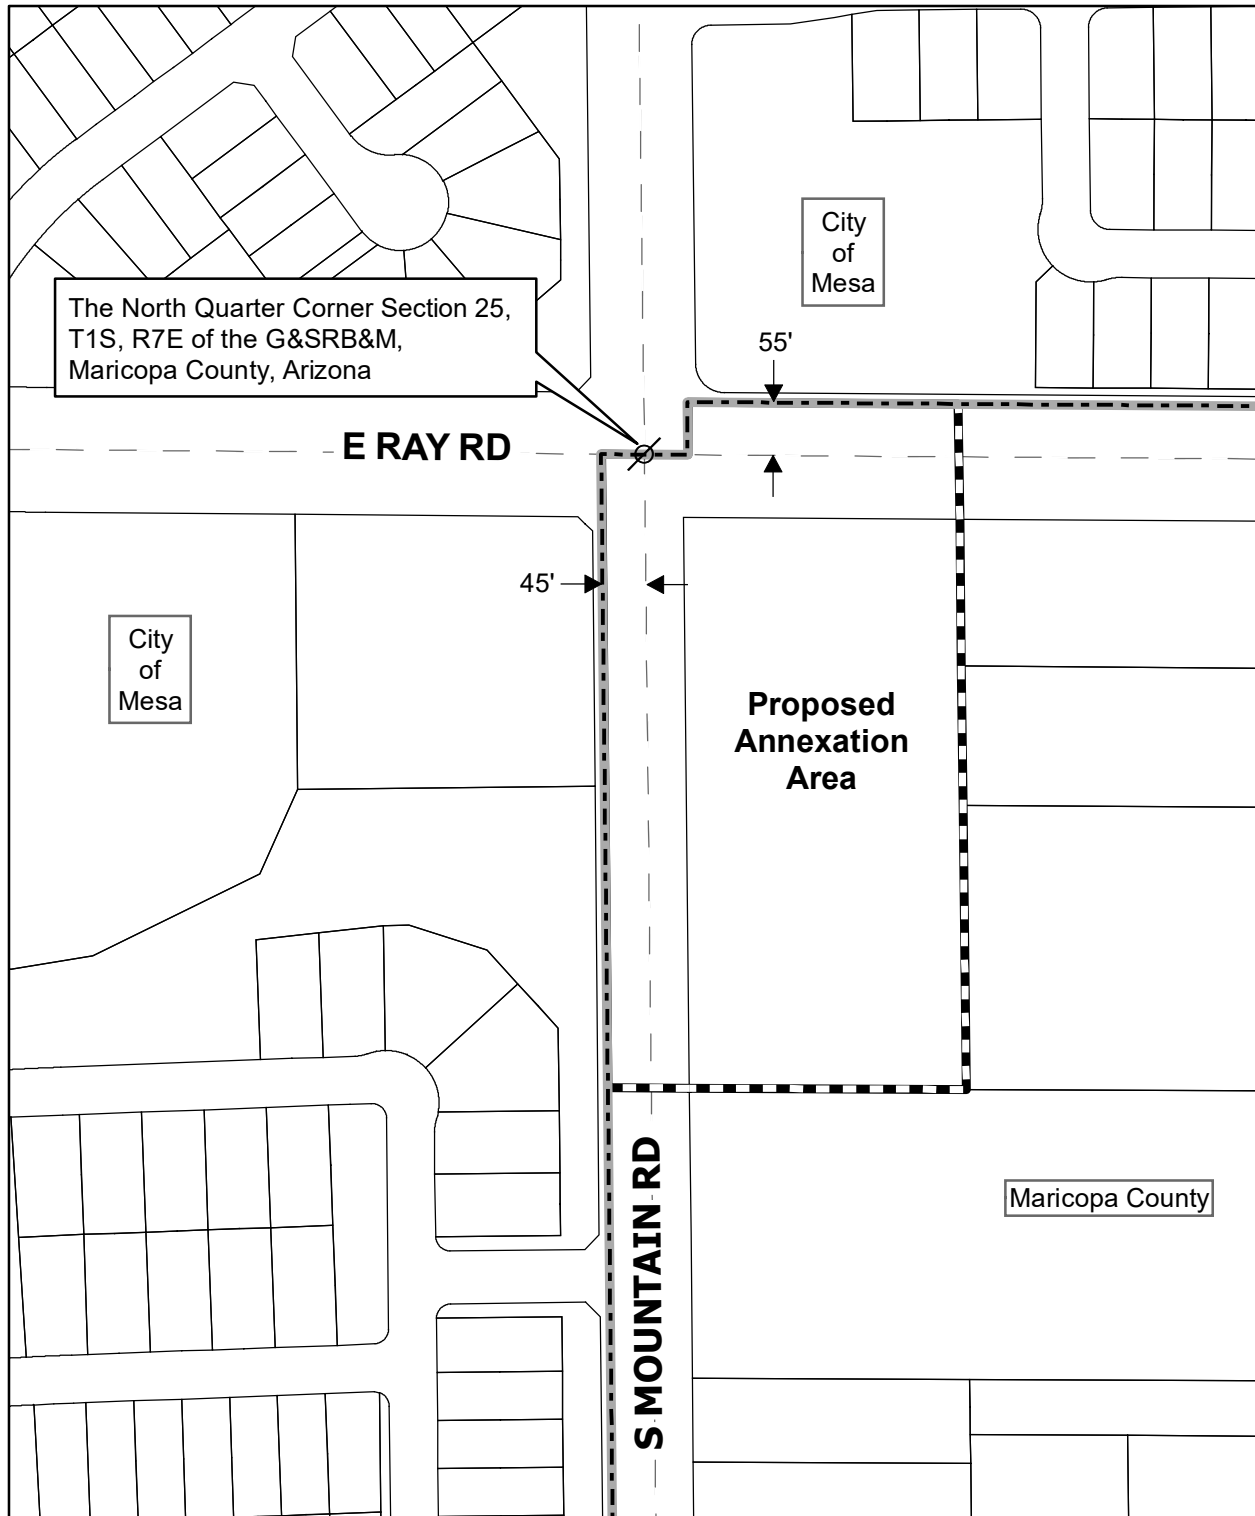 City
of
Mesa
The North Quarter Corner Section 25,
T1S, R7E of the G&SRB&M,
Maricopa County, Arizona
55'
E RAY RD
45'
City
of
Mesa
Proposed
Annexation
Area
S MOUNTAIN RD
Maricopa County